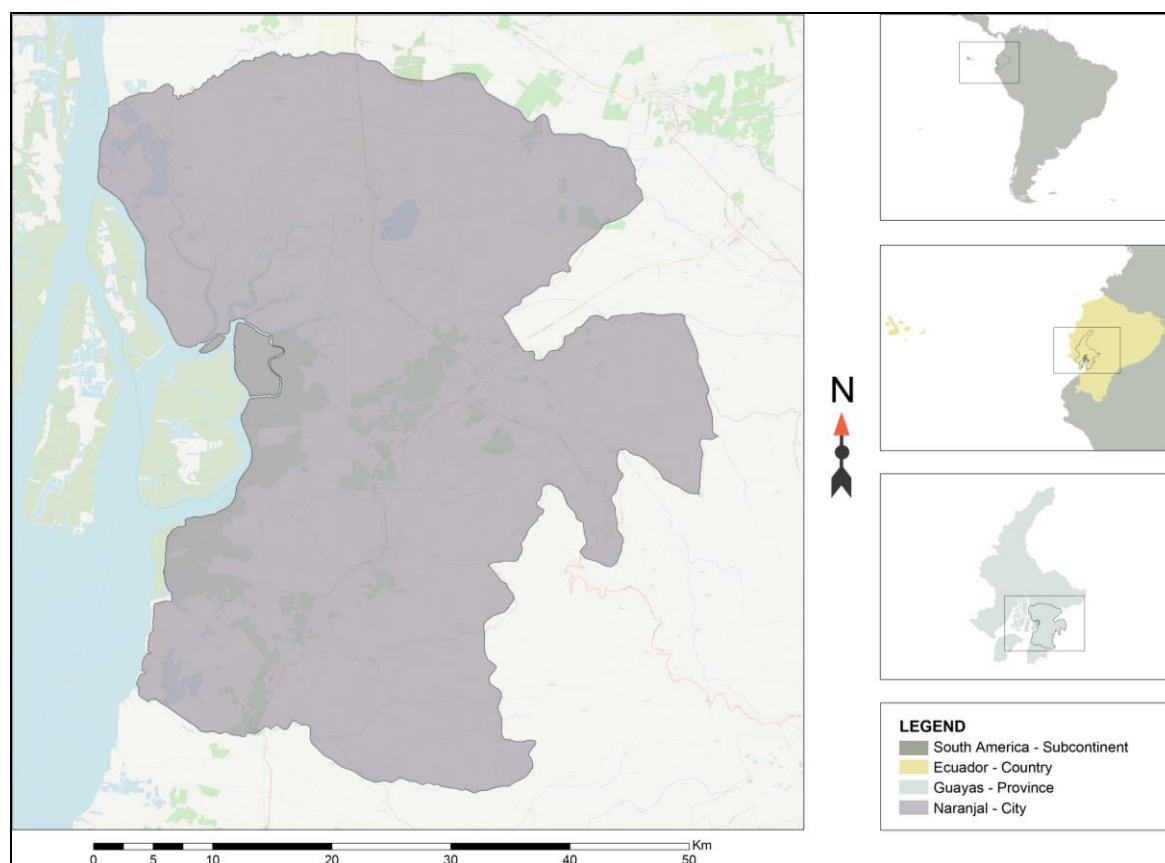 N
LEGEND
South America - Subcontinent
Ecuador - Country
Guayas - Province
Naranjal - City
Km
0 5 10 20 30 40 50